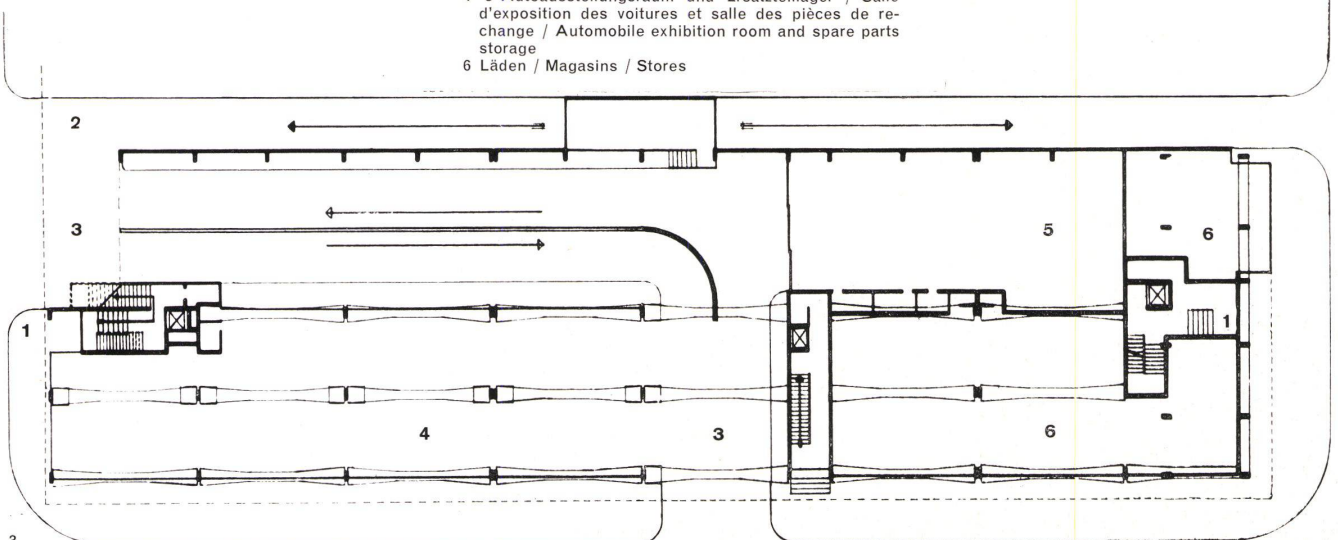 d'exposition des voitures et salle des pièces de re-
change / Automobile exhibition room and spare parts
storage
6 Läden / Magasins / Stores
2
3
5
6
1
1
4
3
6
3